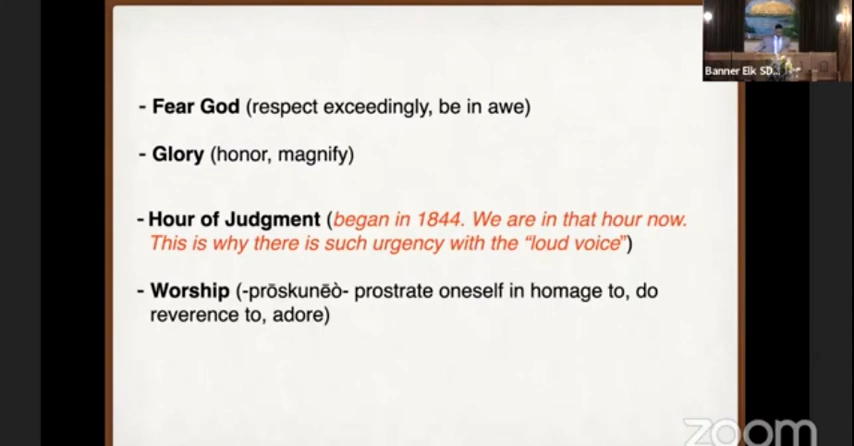 Banner Elk SD...
- Fear God (respect exceedingly, be in awe)
- Glory (honor, magnify)
- Hour of Judgment (began in 1844. We are in that hour now.
This is why there is such urgency with the “loud voice”)
- Worship (-prōskunēò- prostrate oneself in homage to, do
reverence to, adore)
zoom